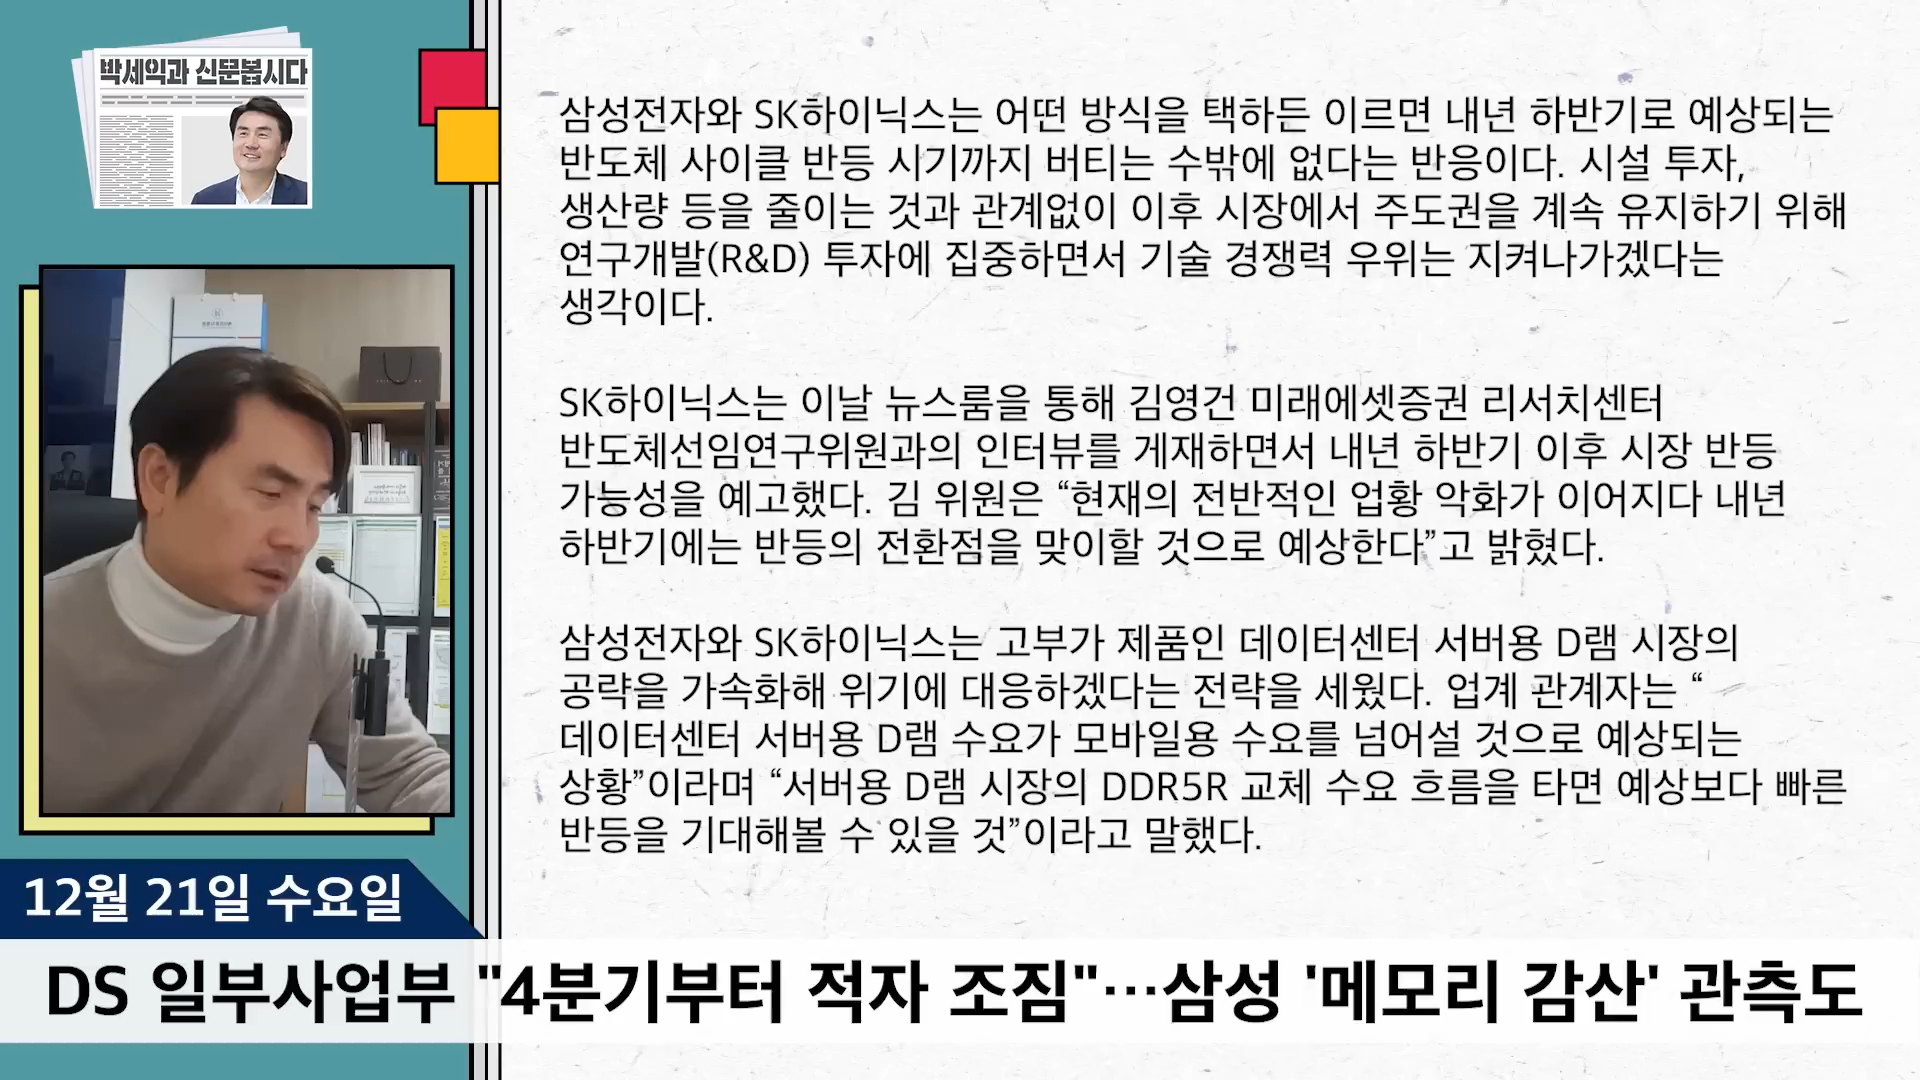 박세익과 신문봅시다
삼성전자와 SK하이닉스는 어떤 방식을 택하든 이르면 내년 하반기로 예상되는
반도체 사이클 반등 시기까지 버티는 수밖에 없다는 반응이다. 시설 투자,
생산량 등을 줄이는 것과 관계없이 이후 시장에서 주도권을 계속 유지하기 위해
연구개발(R&D) 투자에 집중하면서 기술 경쟁력 우위는 지켜나가겠다는
생각이다.
SK하이닉스는 이날 뉴스룸을 통해 김영건 미래에셋증권 리서치센터
반도체선임연구위원과의 인터뷰를 게재하면서 내년 하반기 이후 시장 반등
가능성을 예고했다. 김 위원은 “현재의 전반적인 업황 악화가 이어지다 내년
하반기에는 반등의 전환점을 맞이할 것으로 예상한다”고 밝혔다.
삼성전자와 SK하이닉스는 고부가 제품인 데이터센터 서버용 D램 시장의
공략을 가속화해 위기에 대응하겠다는 전략을 세웠다. 업계 관계자는 “
데이터센터 서버용 D램 수요가 모바일용 수요를 넘어설 것으로 예상되는
상황”이라며 “서버용 D램 시장의 DDR5R 교체 수요 흐름을 타면 예상보다 빠른
반등을 기대해볼 수 있을 것”이라고 말했다.
12월 21일 수요일
DS 일부사업부 "4분기부터 적자 조짐"…삼성 '메모리 감산' 관측도